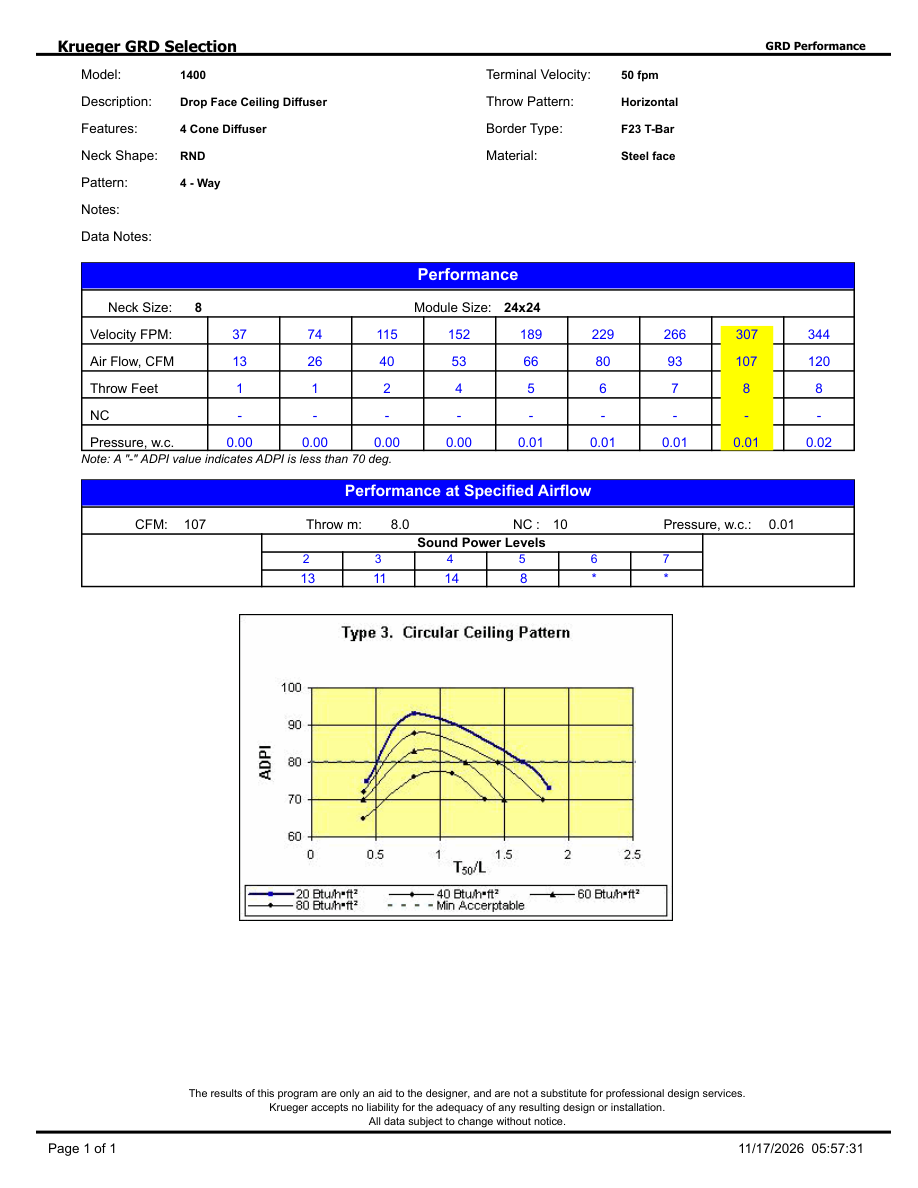 Krueger GRD Selection GRD Performance
Model: 1400 Terminal Velocity: 50 fpm
Description: Drop Face Ceiling Diffuser Throw Pattern: Horizontal
Features: 4 Cone Diffuser Border Type: F23 T-Bar
Neck Shape: RND Material: Steel face
Pattern: 4 - Way
Notes:
Data Notes:
Performance
Neck Size: 8 Module Size: 24x24
Velocity FPM: 37 74 115 152 189 229 266 307 344
Air Flow, CFM 13 26 40 53 66 80 93 107 120
Throw Feet 1 1 2 4 5 6 7 8 8
NC - - - - - - - - -
Pressure, w.c. 0.00 0.00 0.00 0.00 0.01 0.01 0.01 0.01 0.02
Note: A "-" ADPI value indicates ADPI is less than 70 deg.
Performance at Specified Airflow
CFM: 107 Throw m: 8.0 NC : 10 Pressure, w.c.: 0.01
Sound Power Levels
2 3 4 5 6 7
13 11 14 8 * *
Type 3. Circular Ceiling Pattern
100
90
80
70
60
ADPI
0 0.5 1 1.5 2 2.5
T50/L
20 Btu/h•ft² 40 Btu/h•ft² 60 Btu/h•ft²
80 Btu/h•ft² Min Accerptable
The results of this program are only an aid to the designer, and are not a substitute for professional design services.
Krueger accepts no liability for the adequacy of any resulting design or installation.
All data subject to change without notice.
Page 1 of 1 11/17/2026 05:57:31